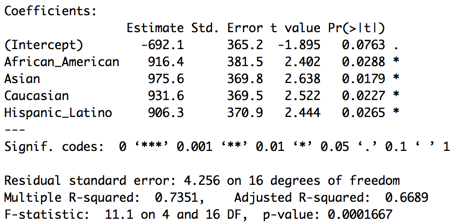 Coefficients:
Estimate Std. Error t value Pr(>|t|)
(Intercept) -692.1 365.2 -1.895 0.0763 .
African_American 916.4 381.5 2.402 0.0288 *
Asian 975.6 369.8 2.638 0.0179 *
Caucasian 931.6 369.5 2.522 0.0227 *
Hispanic_Latino 906.3 370.9 2.444 0.0265 *
---
Signif. codes: 0 ‘***’ 0.001 ‘**’ 0.01 ‘*’ 0.05 ‘.’ 0.1 ‘ ’ 1
Residual standard error: 4.256 on 16 degrees of freedom
Multiple R-squared: 0.7351, Adjusted R-squared: 0.6689
F-statistic: 11.1 on 4 and 16 DF, p-value: 0.0001667